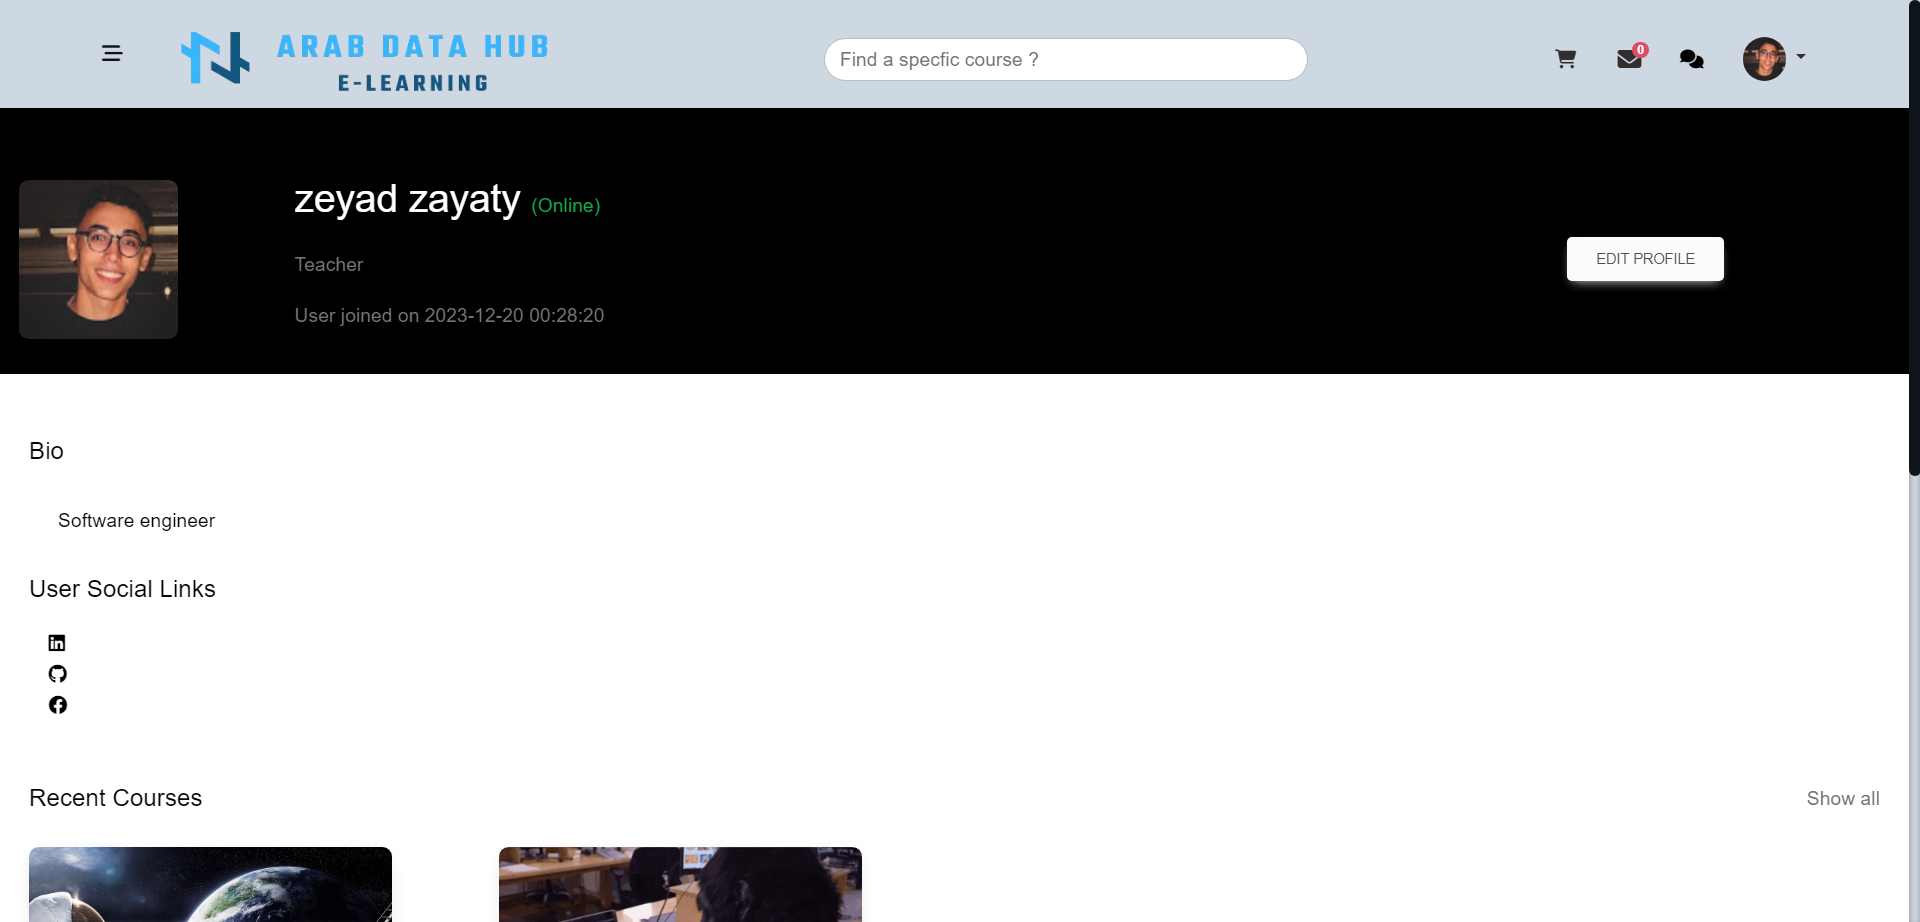 ARAB DATA HUB
E-LEARNING
Find a specfic course ?
0
zeyad zayaty (Online)
Teacher
User joined on 2023-12-20 00:28:20
EDIT PROFILE
Bio
Software engineer
User Social Links
in
Recent Courses
Show all